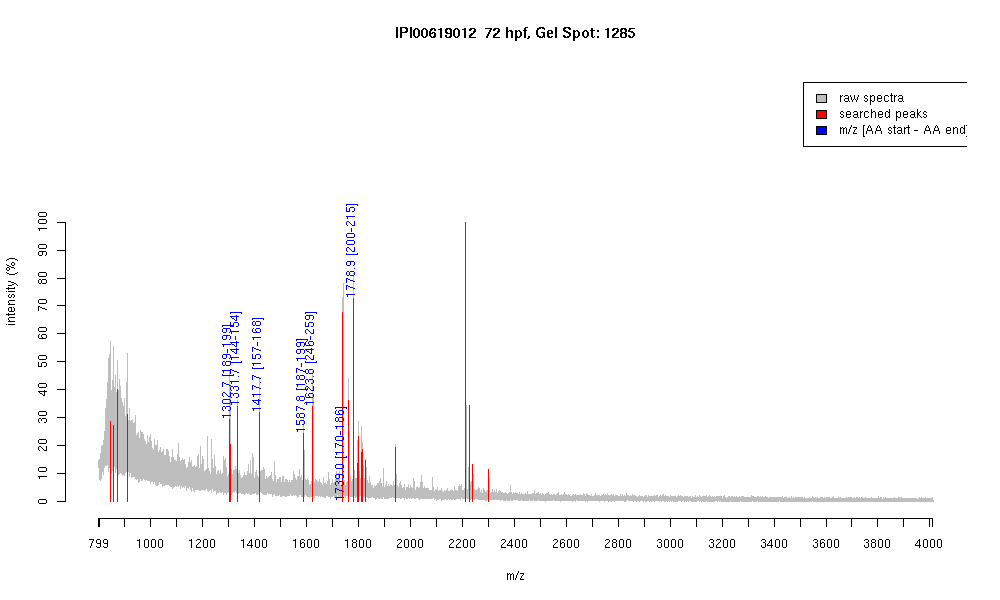 IPI00619012 72 hpf, Gel Spot: 1285
raw spectra
searched peaks
m/z [AA start - AA end]
intensity (%)
100
90
80
70
60
50
40
30
20
10
0
1302.7 [189-199]
1331.7 [144-154]
1417.7 [157-168]
1587.8 [187-199]
1623.8 [246-259]
1739.0 [170-186]
1778.9 [200-215]
799 1000 1200 1400 1600 1800 2000 2200 2400 2600 2800 3000 3200 3400 3600 3800 4000
m/z